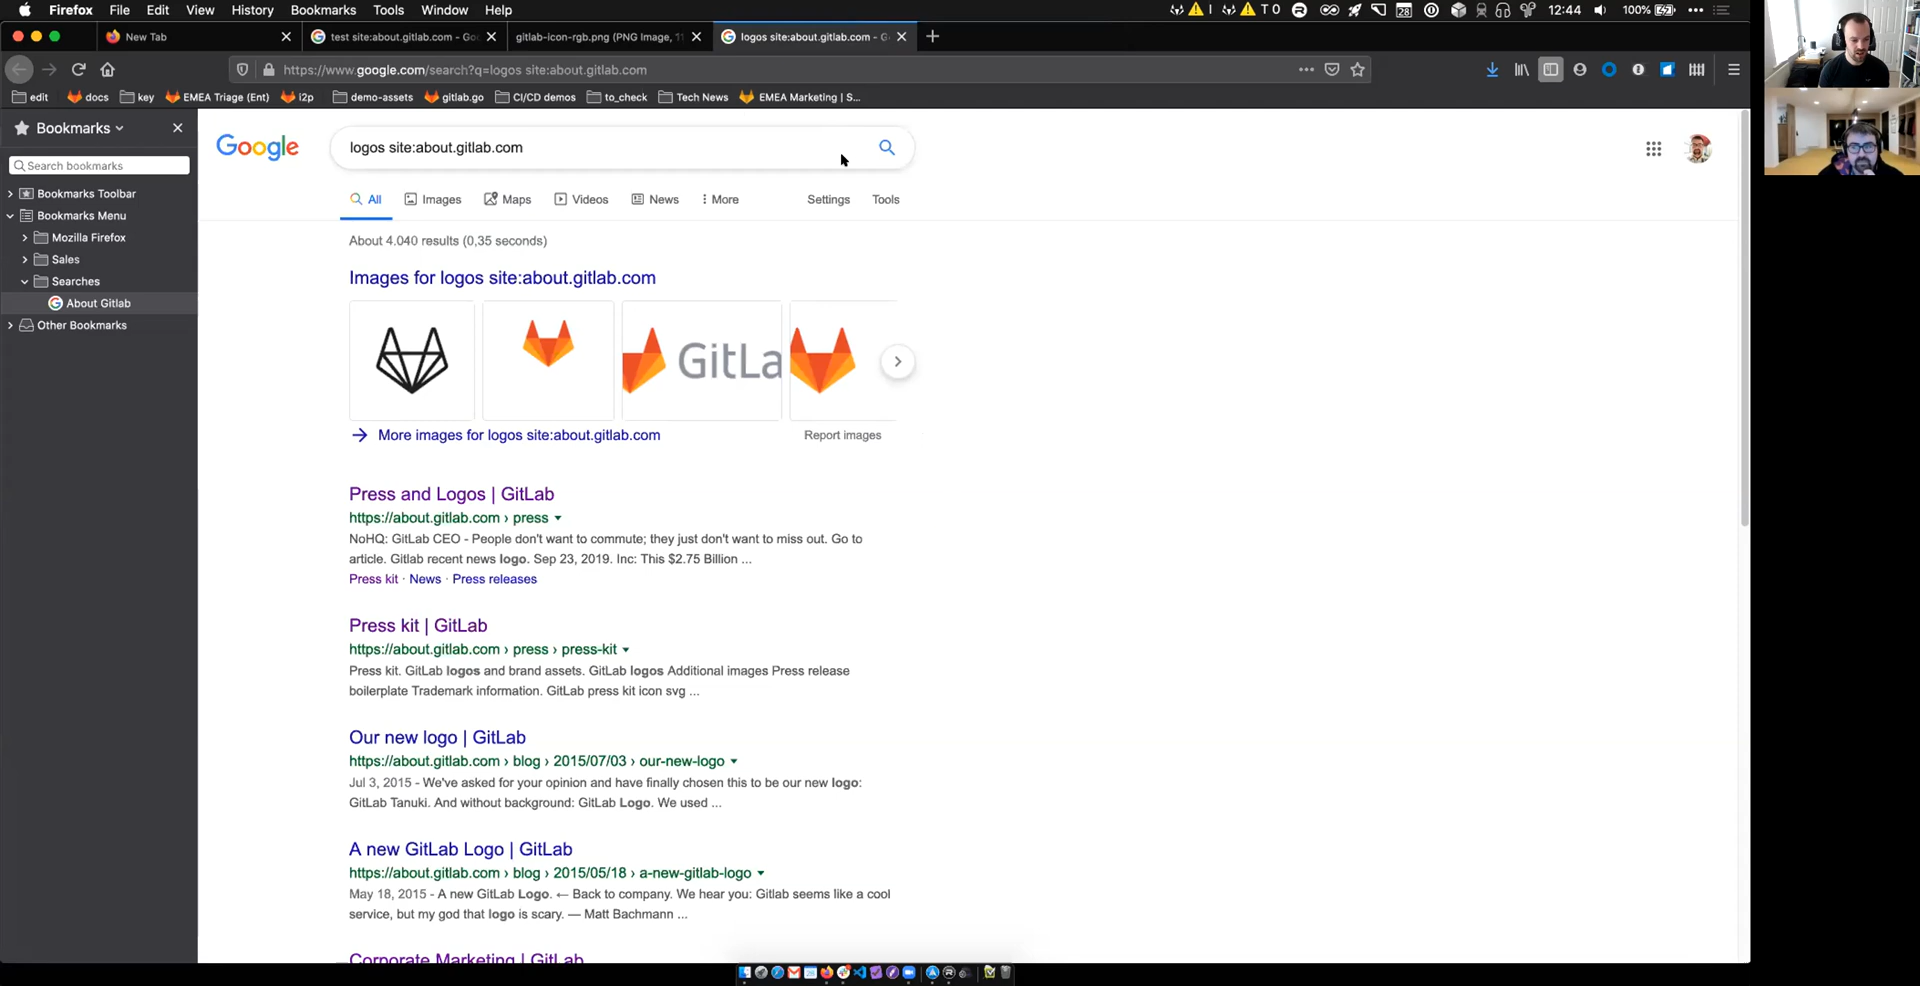 Firefox File Edit View History Bookmarks Tools Window Help 28 12:44 100%
New Tab test site:about.gitlab.com - Go gitlab-icon-rgb.png (PNG Image, 11 logos site:about.gitlab.com - G
https://www.google.com/search?q=logos site:about.gitlab.com
edit docs key EMEA Triage (Ent) i2p demo-assets gitlab.go CI/CD demos to_check Tech News EMEA Marketing | S...
Bookmarks
Search bookmarks
Bookmarks Toolbar
Bookmarks Menu
Mozilla Firefox
Sales
Searches
About Gitlab
Other Bookmarks
Google logos site:about.gitlab.com
All Images Maps Videos News More Settings Tools
About 4.040 results (0,35 seconds)
Images for logos site:about.gitlab.com
GitLa
More images for logos site:about.gitlab.com Report images
Press and Logos | GitLab
https://about.gitlab.com › press
NoHQ: GitLab CEO - People don't want to commute; they just don't want to miss out. Go to
article. Gitlab recent news logo. Sep 23, 2019. Inc: This $2.75 Billion ...
Press kit · News · Press releases
Press kit | GitLab
https://about.gitlab.com › press › press-kit
Press kit. GitLab logos and brand assets. GitLab logos Additional images Press release
boilerplate Trademark information. GitLab press kit icon svg ...
Our new logo | GitLab
https://about.gitlab.com › blog › 2015/07/03 › our-new-logo
Jul 3, 2015 - We've asked for your opinion and have finally chosen this to be our new logo:
GitLab Tanuki. And without background: GitLab Logo. We used ...
A new GitLab Logo | GitLab
https://about.gitlab.com › blog › 2015/05/18 › a-new-gitlab-logo
May 18, 2015 - A new GitLab Logo. ← Back to company. We hear you: Gitlab seems like a cool
service, but my god that logo is scary. — Matt Bachmann ...
Corporate Marketing | GitLab